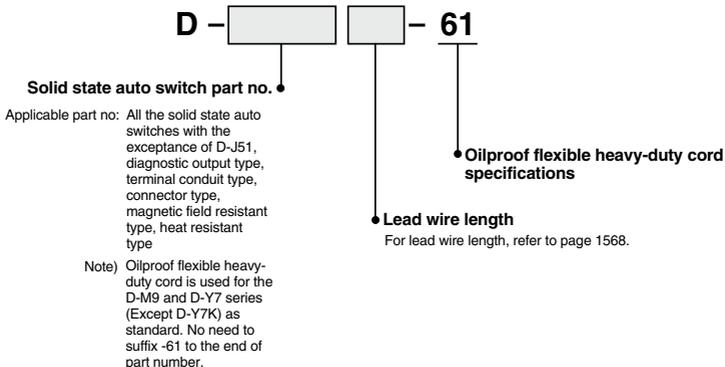 D – – 61
Solid state auto switch part no.
Applicable part no: All the solid state auto
switches with the
exceptance of D-J51,
diagnostic output type,
terminal conduit type,
connector type,
magnetic field resistant
type, heat resistant
type
Note) Oilproof flexible heavy-
duty cord is used for the
D-M9 and D-Y7 series
(Except D-Y7K) as
standard. No need to
suffix -61 to the end of
part number.
Oilproof flexible heavy-duty cord
specifications
Lead wire length
For lead wire length, refer to page 1568.